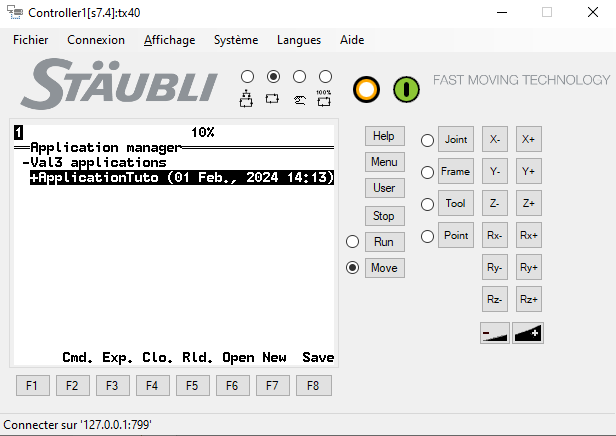 Controller1[s7.4]:tx40
Fichier Connexion Affichage Système Langues Aide
STÄUBLI
100%
FAST MOVING TECHNOLOGY
1 10%
Application manager
-Val3 applications
+ApplicationTuto (01 Feb., 2024 14:13)
Cmd. Exp. Clo. Rld. Open New Save
F1 F2 F3 F4 F5 F6 F7 F8
Help
Menu
User
Stop
Run
Move
Joint X- X+
Frame Y- Y+
Tool Z- Z+
Point Rx- Rx+
Ry- Ry+
Rz- Rz+
- +
Connecter sur '127.0.0.1:799'